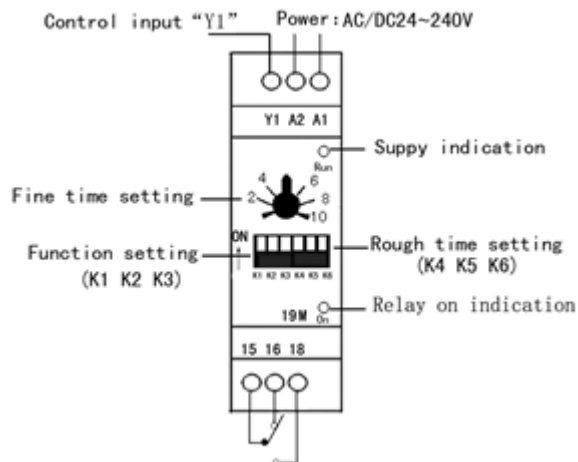 Control input "Y1" Power:AC/DC24~240V
Y1 A2 A1
Suppy indication
Run
4 6
Fine time setting 2 8
10
ON
Function setting
(K1 K2 K3)
K1 K2 K3 K4 K5 K6
Rough time setting
(K4 K5 K6)
Relay on indication
19M On
15 16 18